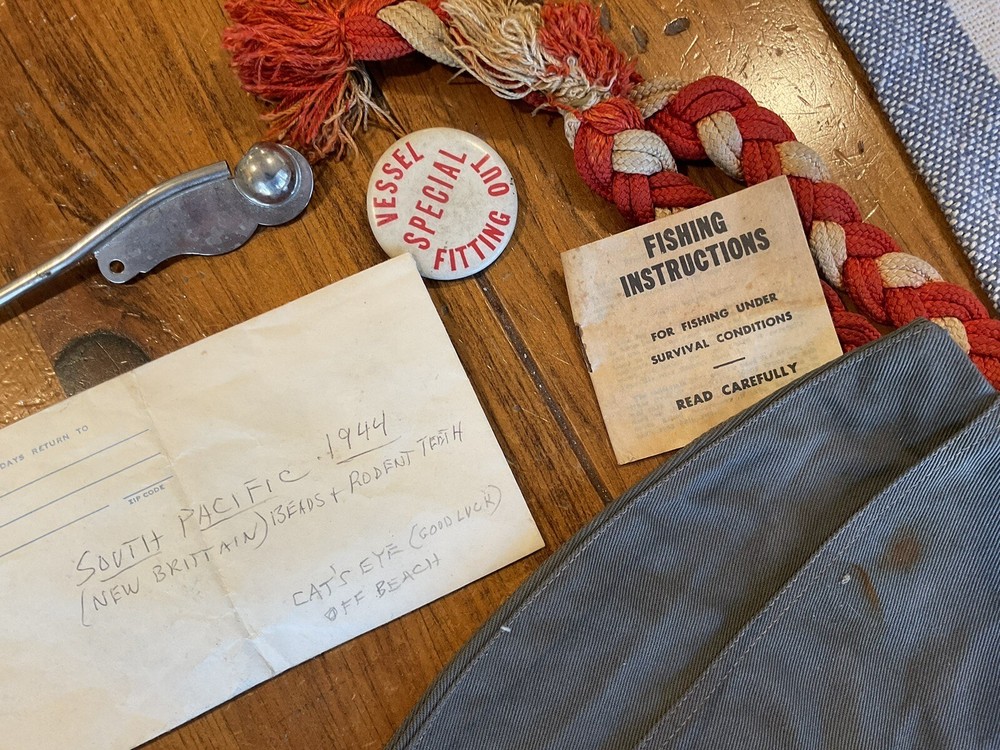 VESSEL
SPECIAL
FITTING OUT
FISHING
INSTRUCTIONS
FOR FISHING UNDER
SURVIVAL CONDITIONS
READ CAREFULLY
DAYS RETURN TO
ZIP CODE
SOUTH PACIFIC . 1944
(NEW BRITTAIN) BEADS + RODENT TEETH
CAT'S EYE (GOOD LUCK)
OFF BEACH